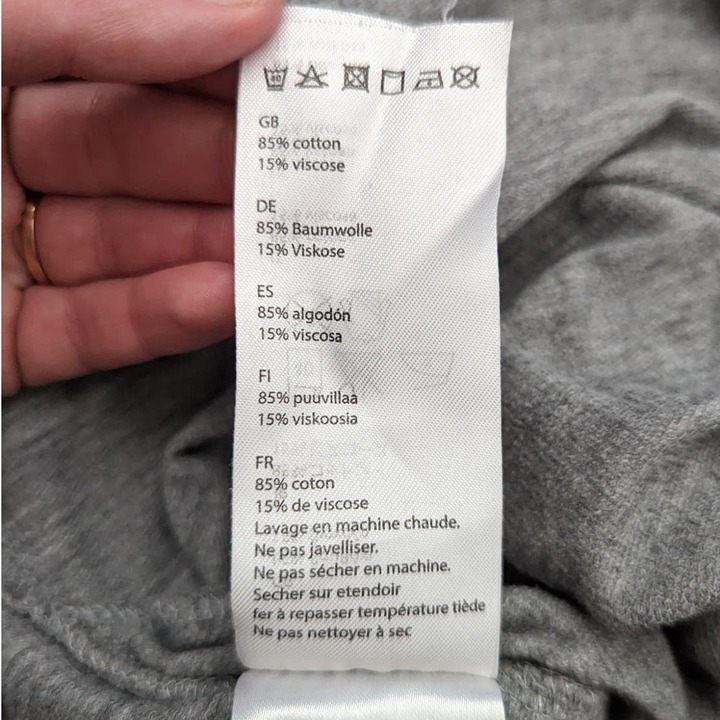 40
GB
85% cotton
15% viscose
DE
85% Baumwolle
15% Viskose
ES
85% algodón
15% viscosa
FI
85% puuvillaa
15% viskoosia
FR
85% coton
15% de viscose
Lavage en machine chaude.
Ne pas javelliser.
Ne pas sécher en machine.
Secher sur etendoir
fer à repasser température tiède
Ne pas nettoyer à sec